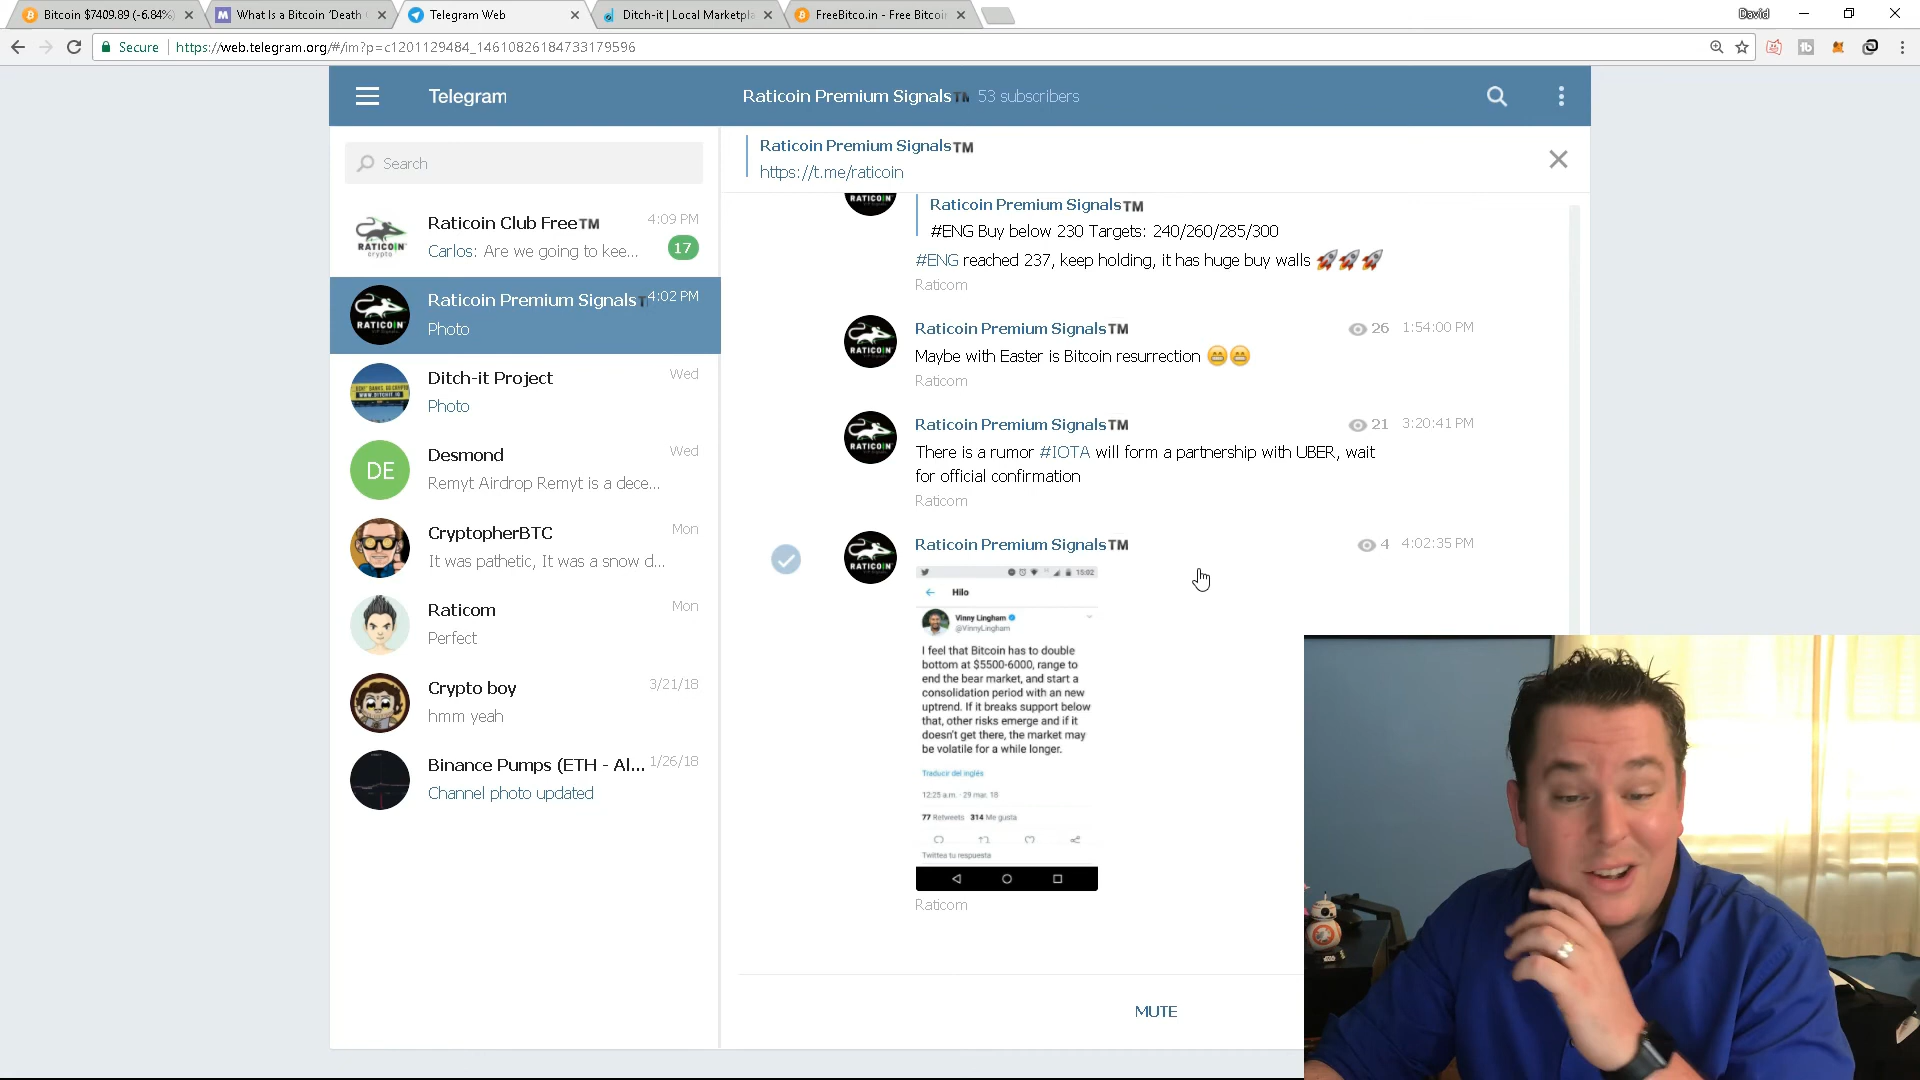 Bitcoin $7409.89 (-6.84%)
What Is a Bitcoin 'Death
Telegram Web
Ditch-it | Local Marketpla
FreeBitco.in - Free Bitcoin
David
Secure
https://web.telegram.org/#/im?p=c1201129484_14610826184733179596
Telegram
Raticoin Premium Signals™ 53 subscribers
Search
Raticoin Club Free™ 4:09 PM
Carlos: Are we going to kee... 17
Raticoin Premium Signals 4:02 PM
Photo
Ditch-it Project Wed
Photo
DE
Desmond Wed
Remyt Airdrop Remyt is a dece...
CryptopherBTC Mon
It was pathetic, It was a snow d...
Raticom Mon
Perfect
Crypto boy 3/21/18
hmm yeah
Binance Pumps (ETH - Al... 1/26/18
Channel photo updated
Raticoin Premium Signals™
https://t.me/raticoin
Raticoin Premium Signals™
#ENG Buy below 230 Targets: 240/260/285/300
#ENG reached 237, keep holding, it has huge buy walls 🚀🚀🚀
Raticom
Raticoin Premium Signals™ 26 1:54:00 PM
Maybe with Easter is Bitcoin resurrection 😁😁
Raticom
Raticoin Premium Signals™ 21 3:20:41 PM
There is a rumor #IOTA will form a partnership with UBER, wait
for official confirmation
Raticom
Raticoin Premium Signals™ 4 4:02:35 PM
15:02
Hilo
Vinny Lingham
@VinnyLingham
I feel that Bitcoin has to double
bottom at $5500-6000, range to
end the bear market, and start a
consolidation period with an new
uptrend. If it breaks support below
that, other risks emerge and if it
doesn't get there, the market may
be volatile for a while longer.
Traducir del inglés
12:25 a.m. · 29 mar. 18
77 Retweets 314 Me gusta
Twittea tu respuesta
Raticom
MUTE